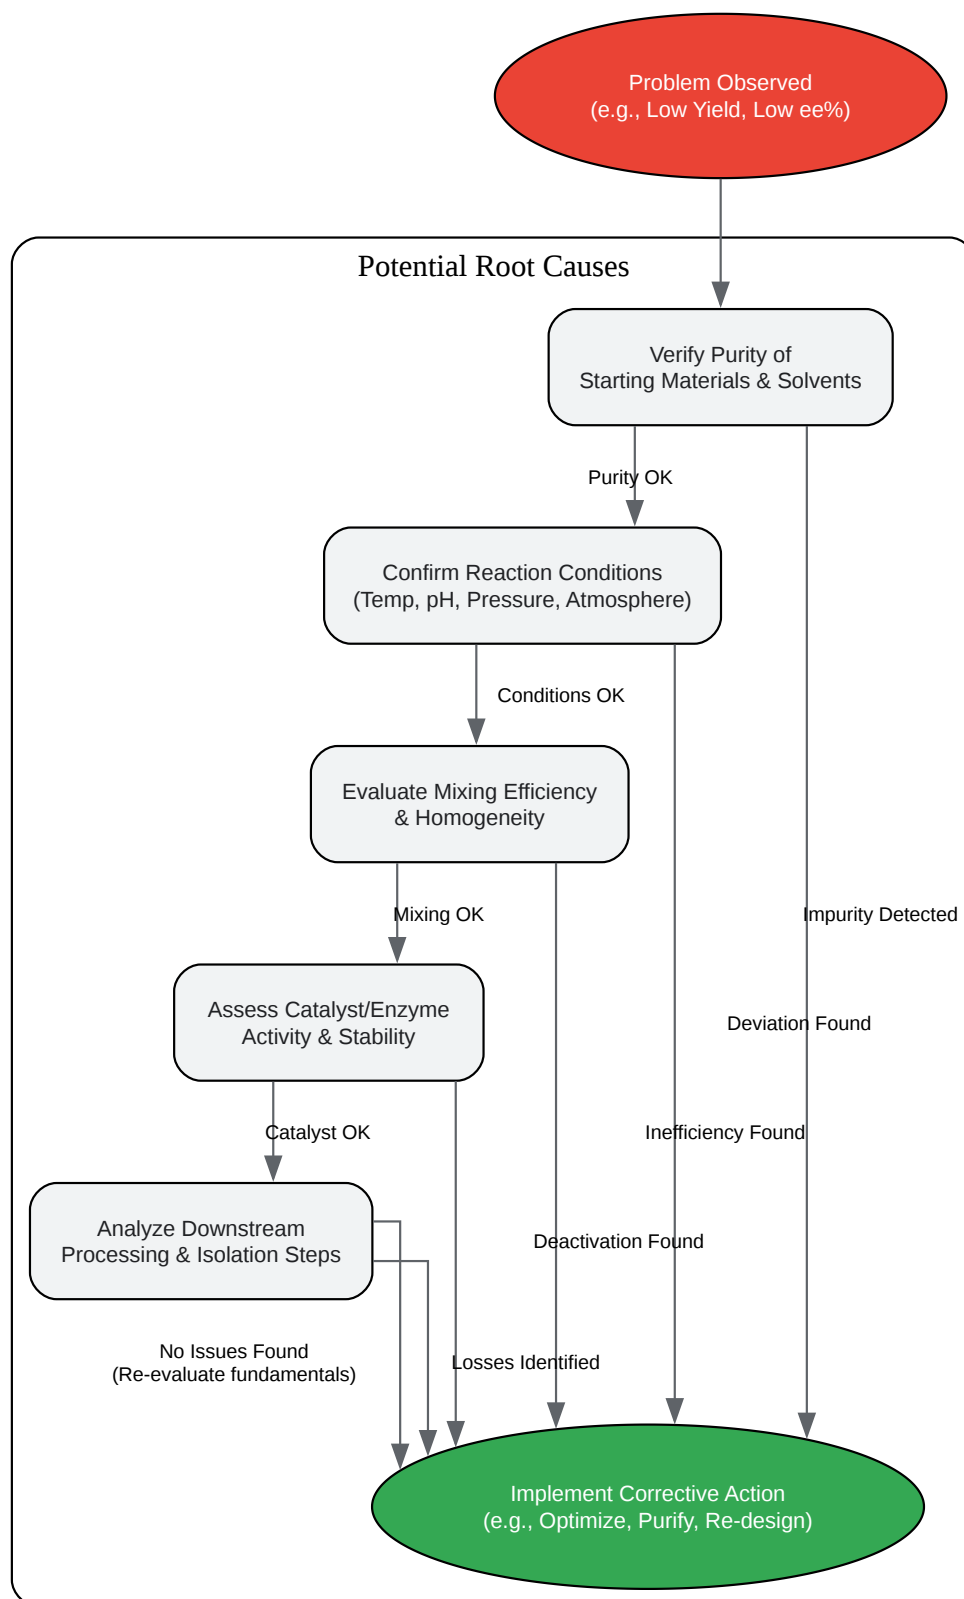 Problem Observed
(e.g., Low Yield, Low ee%)
Potential Root Causes
Verify Purity of
Starting Materials & Solvents
Purity OK
Confirm Reaction Conditions
(Temp, pH, Pressure, Atmosphere)
Conditions OK
Evaluate Mixing Efficiency
& Homogeneity
Mixing OK
Impurity Detected
Assess Catalyst/Enzyme
Activity & Stability
Deviation Found
Catalyst OK
Inefficiency Found
Analyze Downstream
Processing & Isolation Steps
Deactivation Found
No Issues Found
(Re-evaluate fundamentals)
Losses Identified
Implement Corrective Action
(e.g., Optimize, Purify, Re-design)